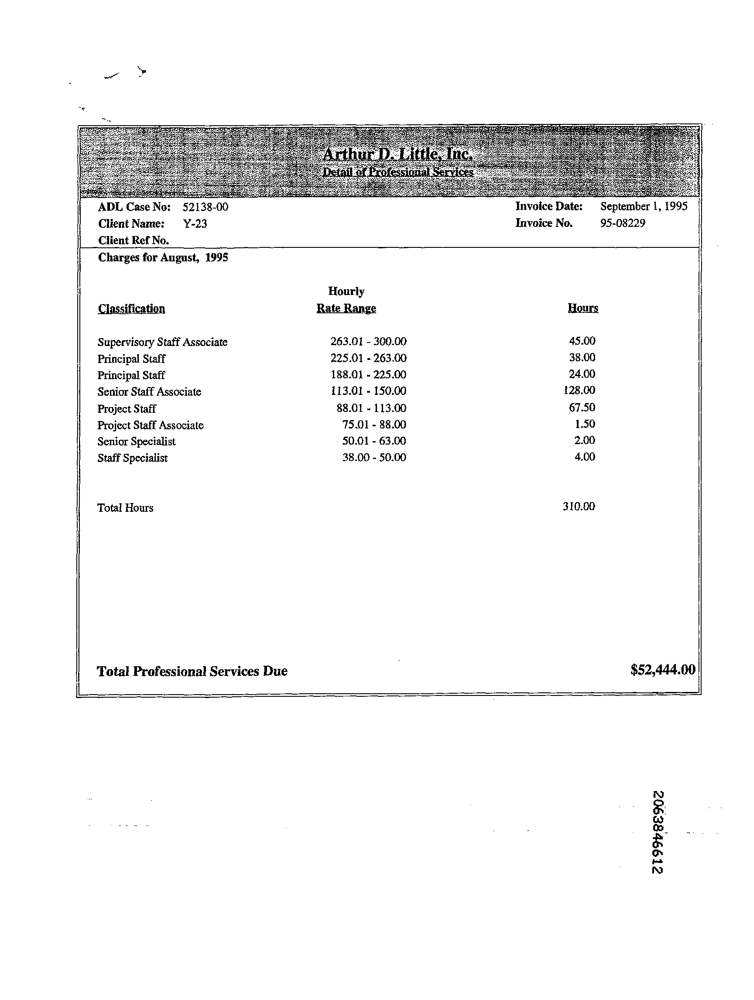 Arthur D. Little, Inc.
Detail of Professional Services
ADL Case No: 52138-00 Invoice Date: September 1, 1995
Client Name: Y-23 Invoice No. 95-08229
Client Ref No.
Charges for August, 1995
Hourly
Classification Rate Range Hours
Supervisory Staff Associate 263.01 - 300.00 45.00
Principal Staff 225.01 - 263.00 38.00
Principal Staff 188.01 - 225.00 24.00
Senior Staff Associate 113.01 - 150.00 128.00
Project Staff 88.01 - 113.00 67.50
Project Staff Associate 75.01 - 88.00 1.50
Senior Specialist 50.01 - 63.00 2.00
Staff Specialist 38.00 - 50.00 4.00
Total Hours 310.00
Total Professional Services Due $52,444.00
2063846612